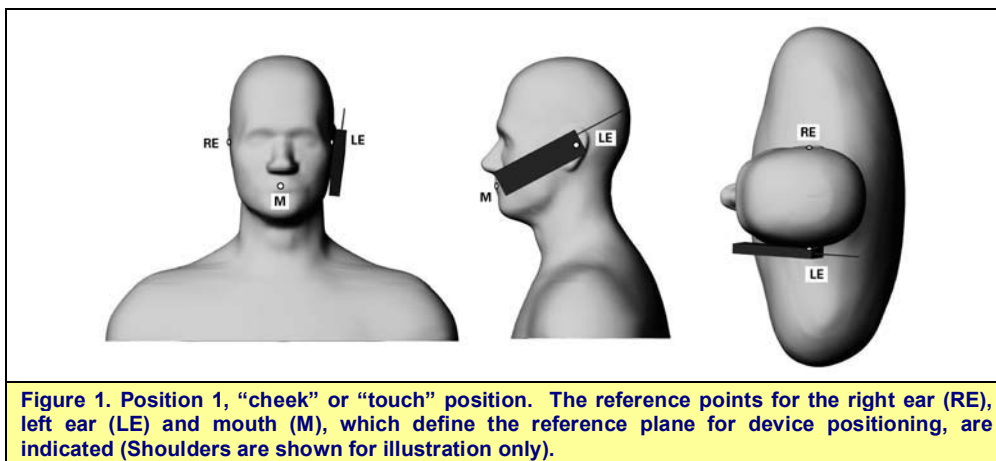 RE
LE
M
LE
M
RE
LE
Figure 1. Position 1, “cheek” or “touch” position. The reference points for the right ear (RE),
left ear (LE) and mouth (M), which define the reference plane for device positioning, are
indicated (Shoulders are shown for illustration only).